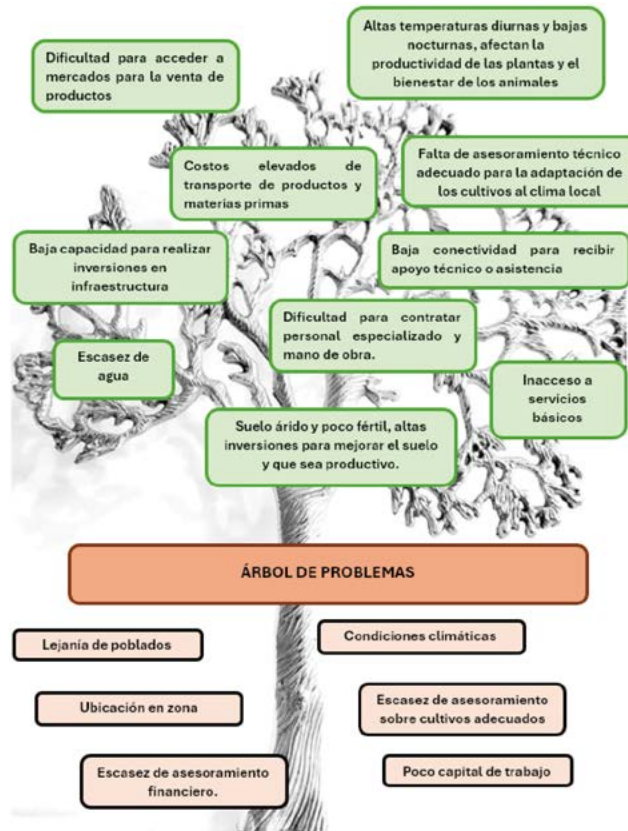 Altas temperaturas diurnas y bajas
nocturnas, afectan la
productividad de las plantas y el
bienestar de los animales
Dificultad para acceder a
mercados para la venta de
productos
Costos elevados de
transporte de productos y
materias primas
Falta de asesoramiento técnico
adecuado para la adaptación de
los cultivos al clima local
Baja capacidad para realizar
inversiones en
infraestructura
Baja conectividad para recibir
apoyo técnico o asistencia
Dificultad para contratar
personal especializado y
mano de obra.
Escasez de
agua
Inacceso a
servicios
básicos
Suelo árido y poco fértil, altas
inversiones para mejorar el suelo
y que sea productivo.
ÁRBOL DE PROBLEMAS
Lejanía de poblados
Condiciones climáticas
Ubicación en zona
Escasez de asesoramiento
sobre cultivos adecuados
Escasez de asesoramiento
financiero.
Poco capital de trabajo